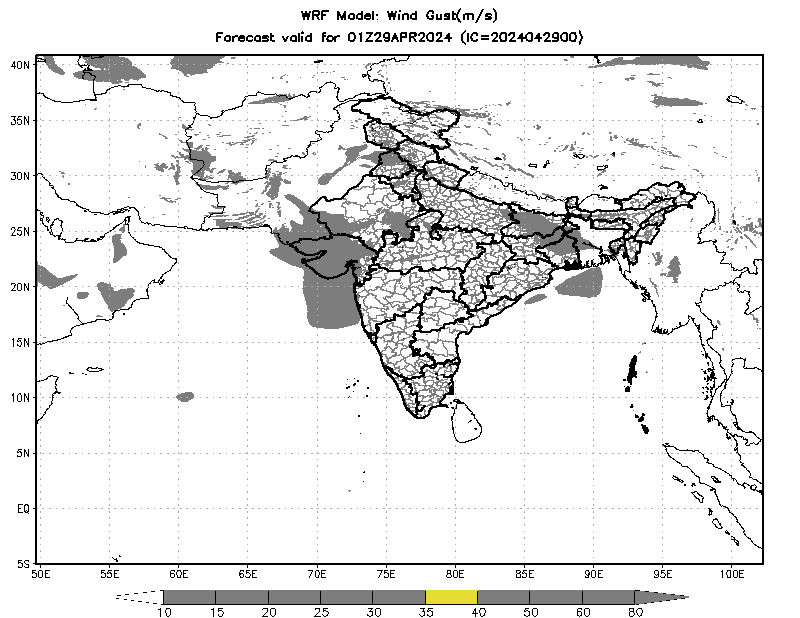 WRF Model: Wind Gust(m/s)
Forecast valid for 01Z29APR2024 (IC=2024042900)
40N
35N
30N
25N
20N
15N
10N
5N
EQ
5S
50E 55E 60E 65E 70E 75E 80E 85E 90E 95E 100E
10 15 20 25 30 35 40 50 60 80